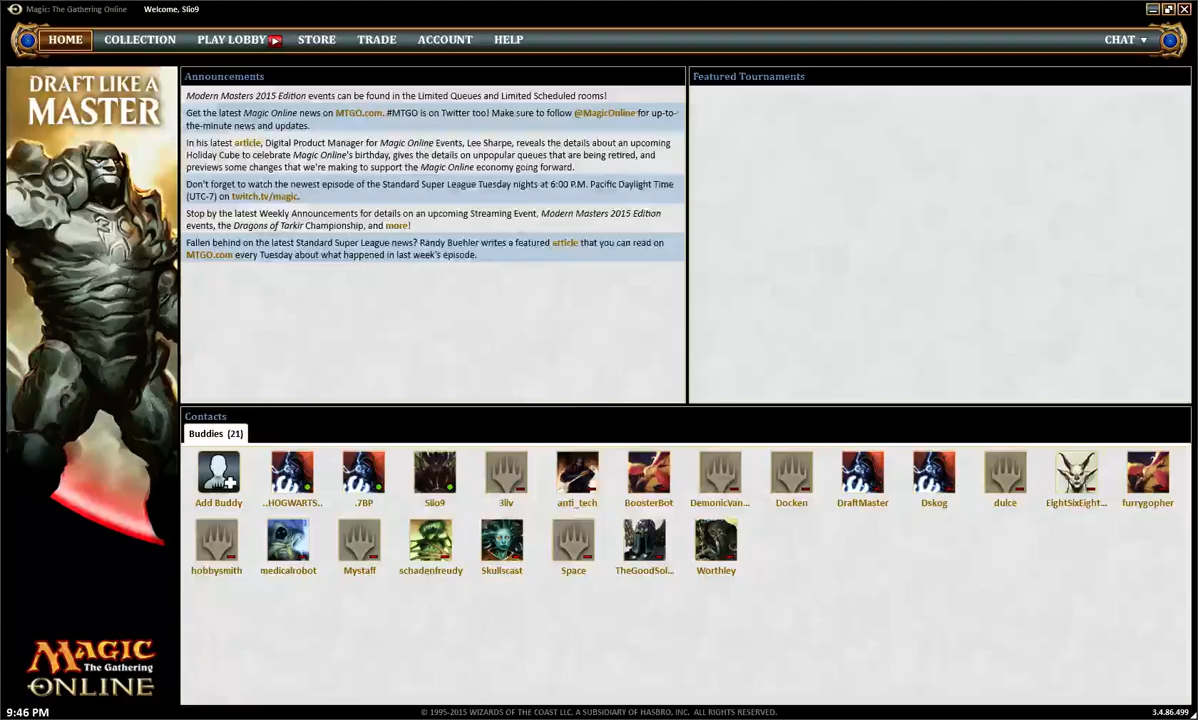 Magic: The Gathering Online Welcome, Slio9
HOME COLLECTION PLAY LOBBY STORE TRADE ACCOUNT HELP CHAT
DRAFT LIKE A
MASTER
Announcements
Modern Masters 2015 Edition events can be found in the Limited Queues and Limited Scheduled rooms!
Get the latest Magic Online news on MTGO.com. #MTGO is on Twitter too! Make sure to follow @MagicOnline for up-to-
the-minute news and updates.
In his latest article, Digital Product Manager for Magic Online Events, Lee Sharpe, reveals the details about an upcoming
Holiday Cube to celebrate Magic Online's birthday, gives the details on unpopular queues that are being retired, and
previews some changes that we're making to support the Magic Online economy going forward.
Don't forget to watch the newest episode of the Standard Super League Tuesday nights at 6:00 P.M. Pacific Daylight Time
(UTC-7) on twitch.tv/magic.
Stop by the latest Weekly Announcements for details on an upcoming Streaming Event, Modern Masters 2015 Edition
events, the Dragons of Tarkir Championship, and more!
Fallen behind on the latest Standard Super League news? Randy Buehler writes a featured article that you can read on
MTGO.com every Tuesday about what happened in last week's episode.
Featured Tournaments
Contacts
Buddies (21)
Add Buddy ..HOGWARTS.. .7BP Slio9 3liv anti_tech BoosterBot DemonicVan... Docken DraftMaster Dskog dulce EightSixEight... furrygopher
hobbysmith medicalrobot Mystaff schadenfreudy Skullscast Space TheGoodSol... Worthley
MAGIC
The Gathering
ONLINE
9:46 PM © 1995-2015 WIZARDS OF THE COAST LLC, A SUBSIDIARY OF HASBRO, INC. ALL RIGHTS RESERVED. 3.4.86.499